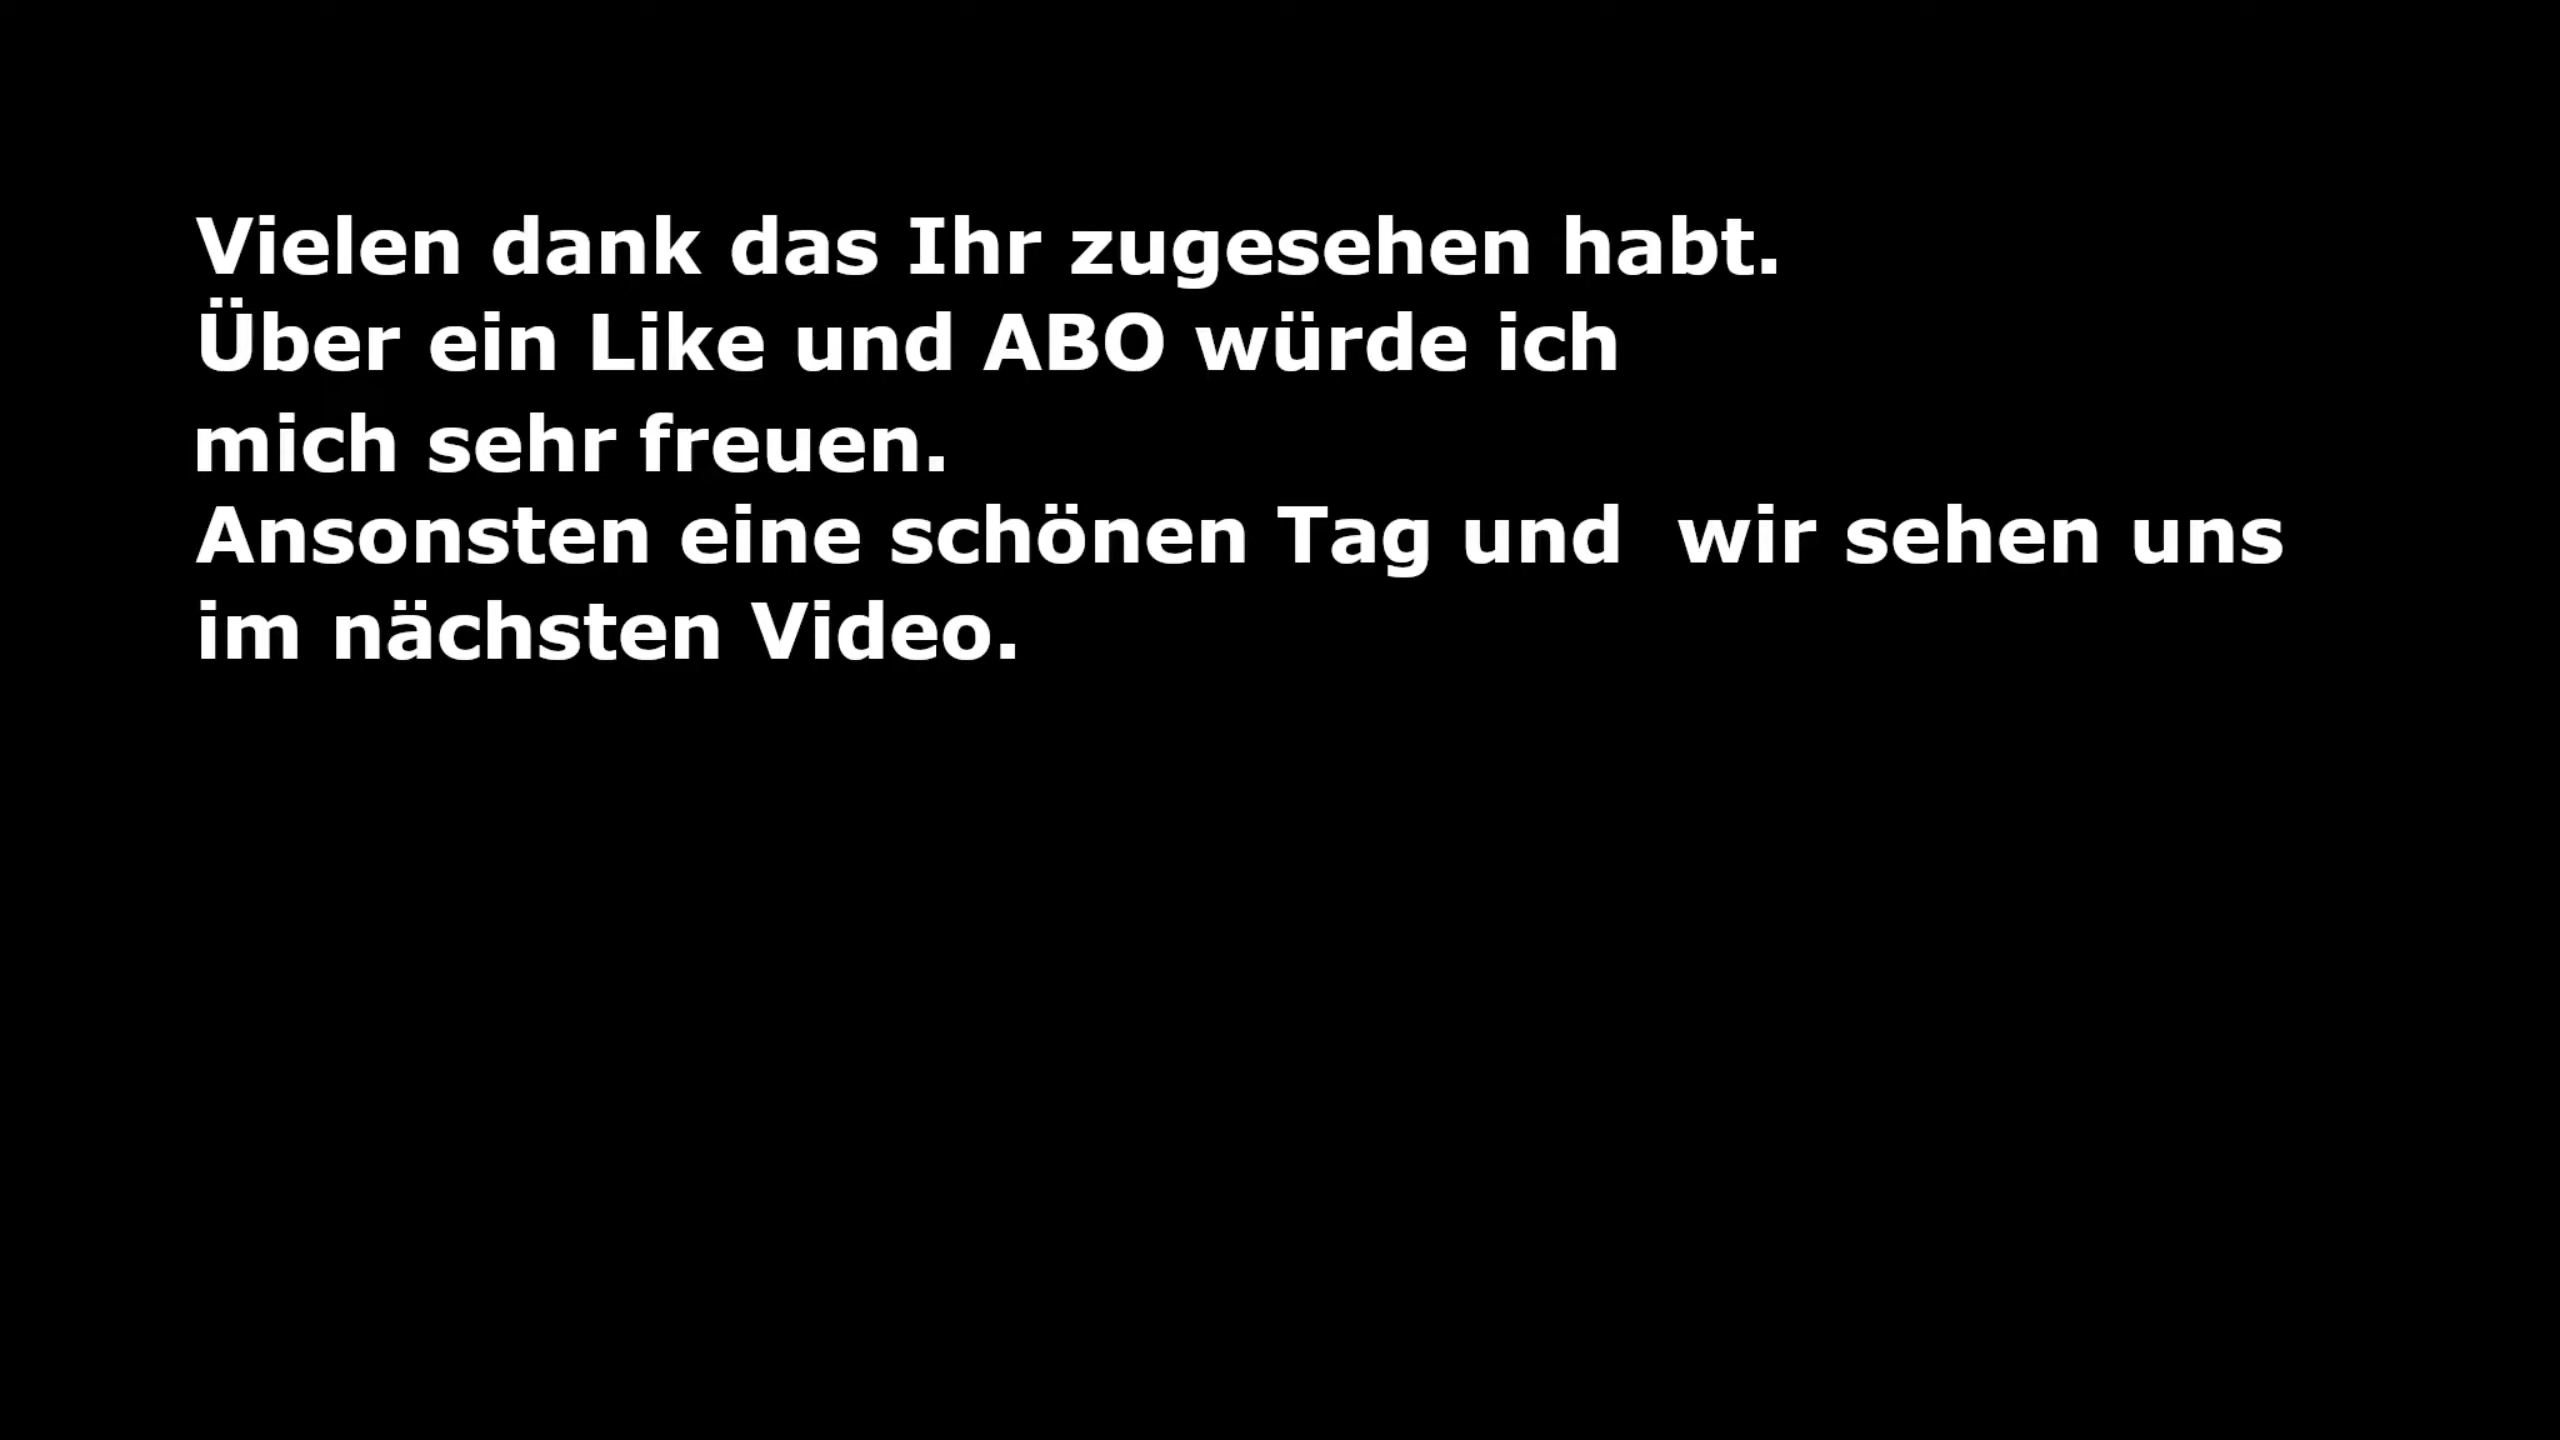 Vielen dank das Ihr zugesehen habt.
Über ein Like und ABO würde ich
mich sehr freuen.
Ansonsten eine schönen Tag und  wir sehen uns
im nächsten Video.